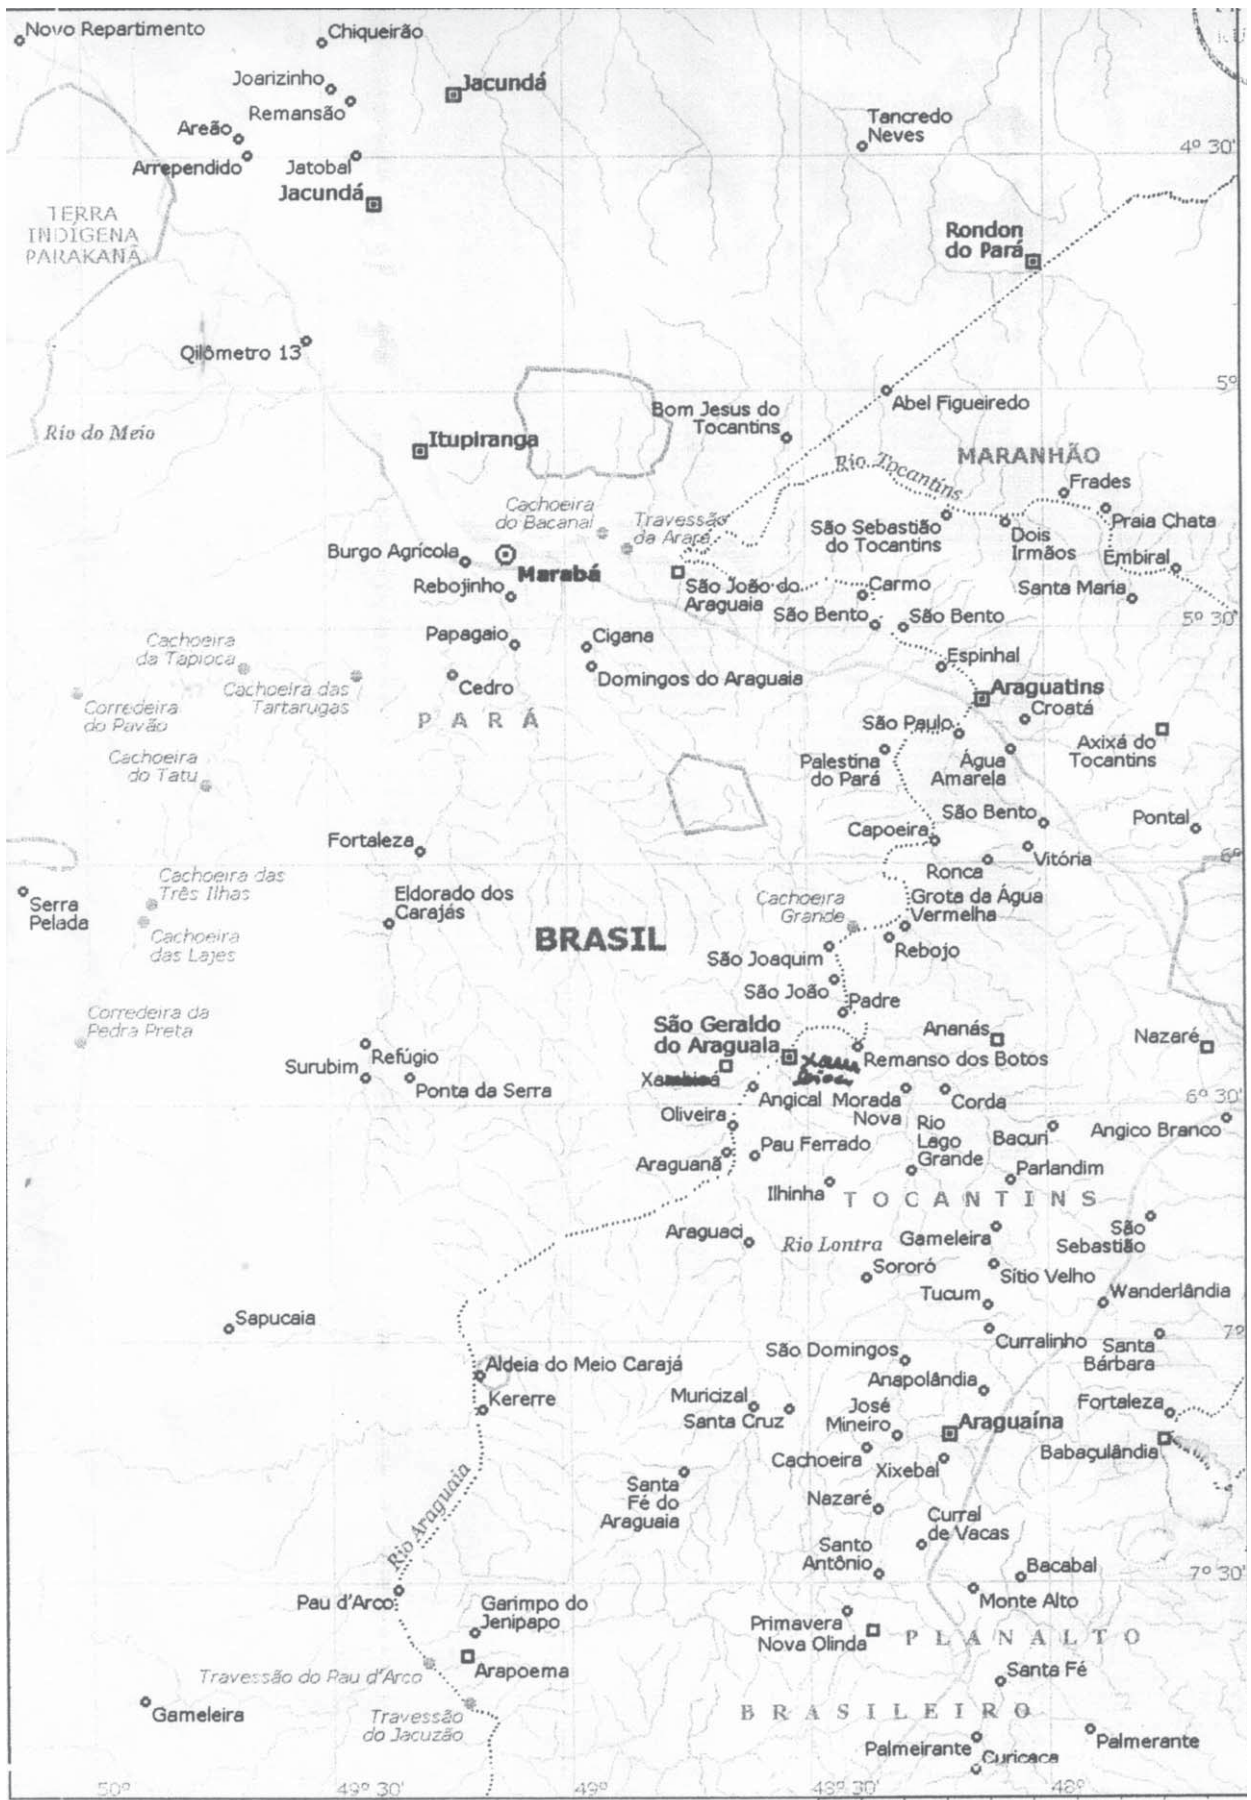 Novo Repartimento
Chiqueirão
Joarizinho
Jacundá
Remansão
Areão
Tancredo
Neves
Arrependido
Jatobal
4º 30'
Jacundá
TERRA
INDÍGENA
PARAKANÃ
Rondon
do Pará
Qilômetro 13
5º
Abel Figueiredo
Bom Jesus do
Tocantins
Rio do Meio
Itupiranga
MARANHÃO
Rio Tocantins
Frades
Cachoeira
do Bacanal
Travessão
da Arara
São Sebastião
do Tocantins
Dois
Irmãos
Praia Chata
Burgo Agrícola
Marabá
Embiral
Rebojinho
São João do
Araguaia
Carmo
Santa Maria
São Bento
São Bento
5º 30'
Papagaio
Cigana
Cachoeira
da Tapioca
Espinhal
Cedro
Domingos do Araguaia
Cachoeira das
Tartarugas
Araguatins
Corredeira
do Pavão
PARÁ
Croatá
São Paulo
Axixá do
Tocantins
Cachoeira
do Tatu
Palestina
do Pará
Água
Amarela
São Bento
Pontal
Fortaleza
Capoeira
6º
Ronca
Vitória
Cachoeira das
Três Ilhas
Serra
Pelada
Eldorado dos
Carajás
Cachoeira
Grande
Grota da Água
Vermelha
Cachoeira
das Lajes
BRASIL
Rebojo
São Joaquim
São João
Corredeira da
Pedra Preta
Padre
São Geraldo
do Araguaia
Ananás
Nazaré
Refúgio
Xambioá
Remanso dos Botos
Surubim
Xambioá
Ponta da Serra
Angical
Morada
Nova
Corda
6º 30'
Oliveira
Rio
Lago
Grande
Bacuri
Angico Branco
Pau Ferrado
Araguanã
Parlandim
Ilhinha
TOCANTINS
Araguaci
Rio Lontra
Gameleira
São
Sebastião
Sororó
Sítio Velho
Tucum
Wanderlândia
Sapucaia
Curralinho
7º
São Domingos
Santa
Bárbara
Aldeia do Meio Carajá
Anapolândia
Kererre
Muricizal
Santa Cruz
José
Mineiro
Araguaína
Fortaleza
Babaçulândia
Cachoeira
Xixebal
Rio Araguaia
Santa
Fé do
Araguaia
Nazaré
Curral
de Vacas
Santo
Antônio
Bacabal
7º 30'
Pau d'Arco
Monte Alto
Garimpo do
Jenipapo
Primavera
Nova Olinda
PLANALTO
Travessão do Pau d'Arco
Arapoema
Santa Fé
Gameleira
Travessão
do Jacuzão
BRASILEIRO
Palmeirante
Palmerante
Curicaca
50º
49º 30'
49º
48º 30'
48º